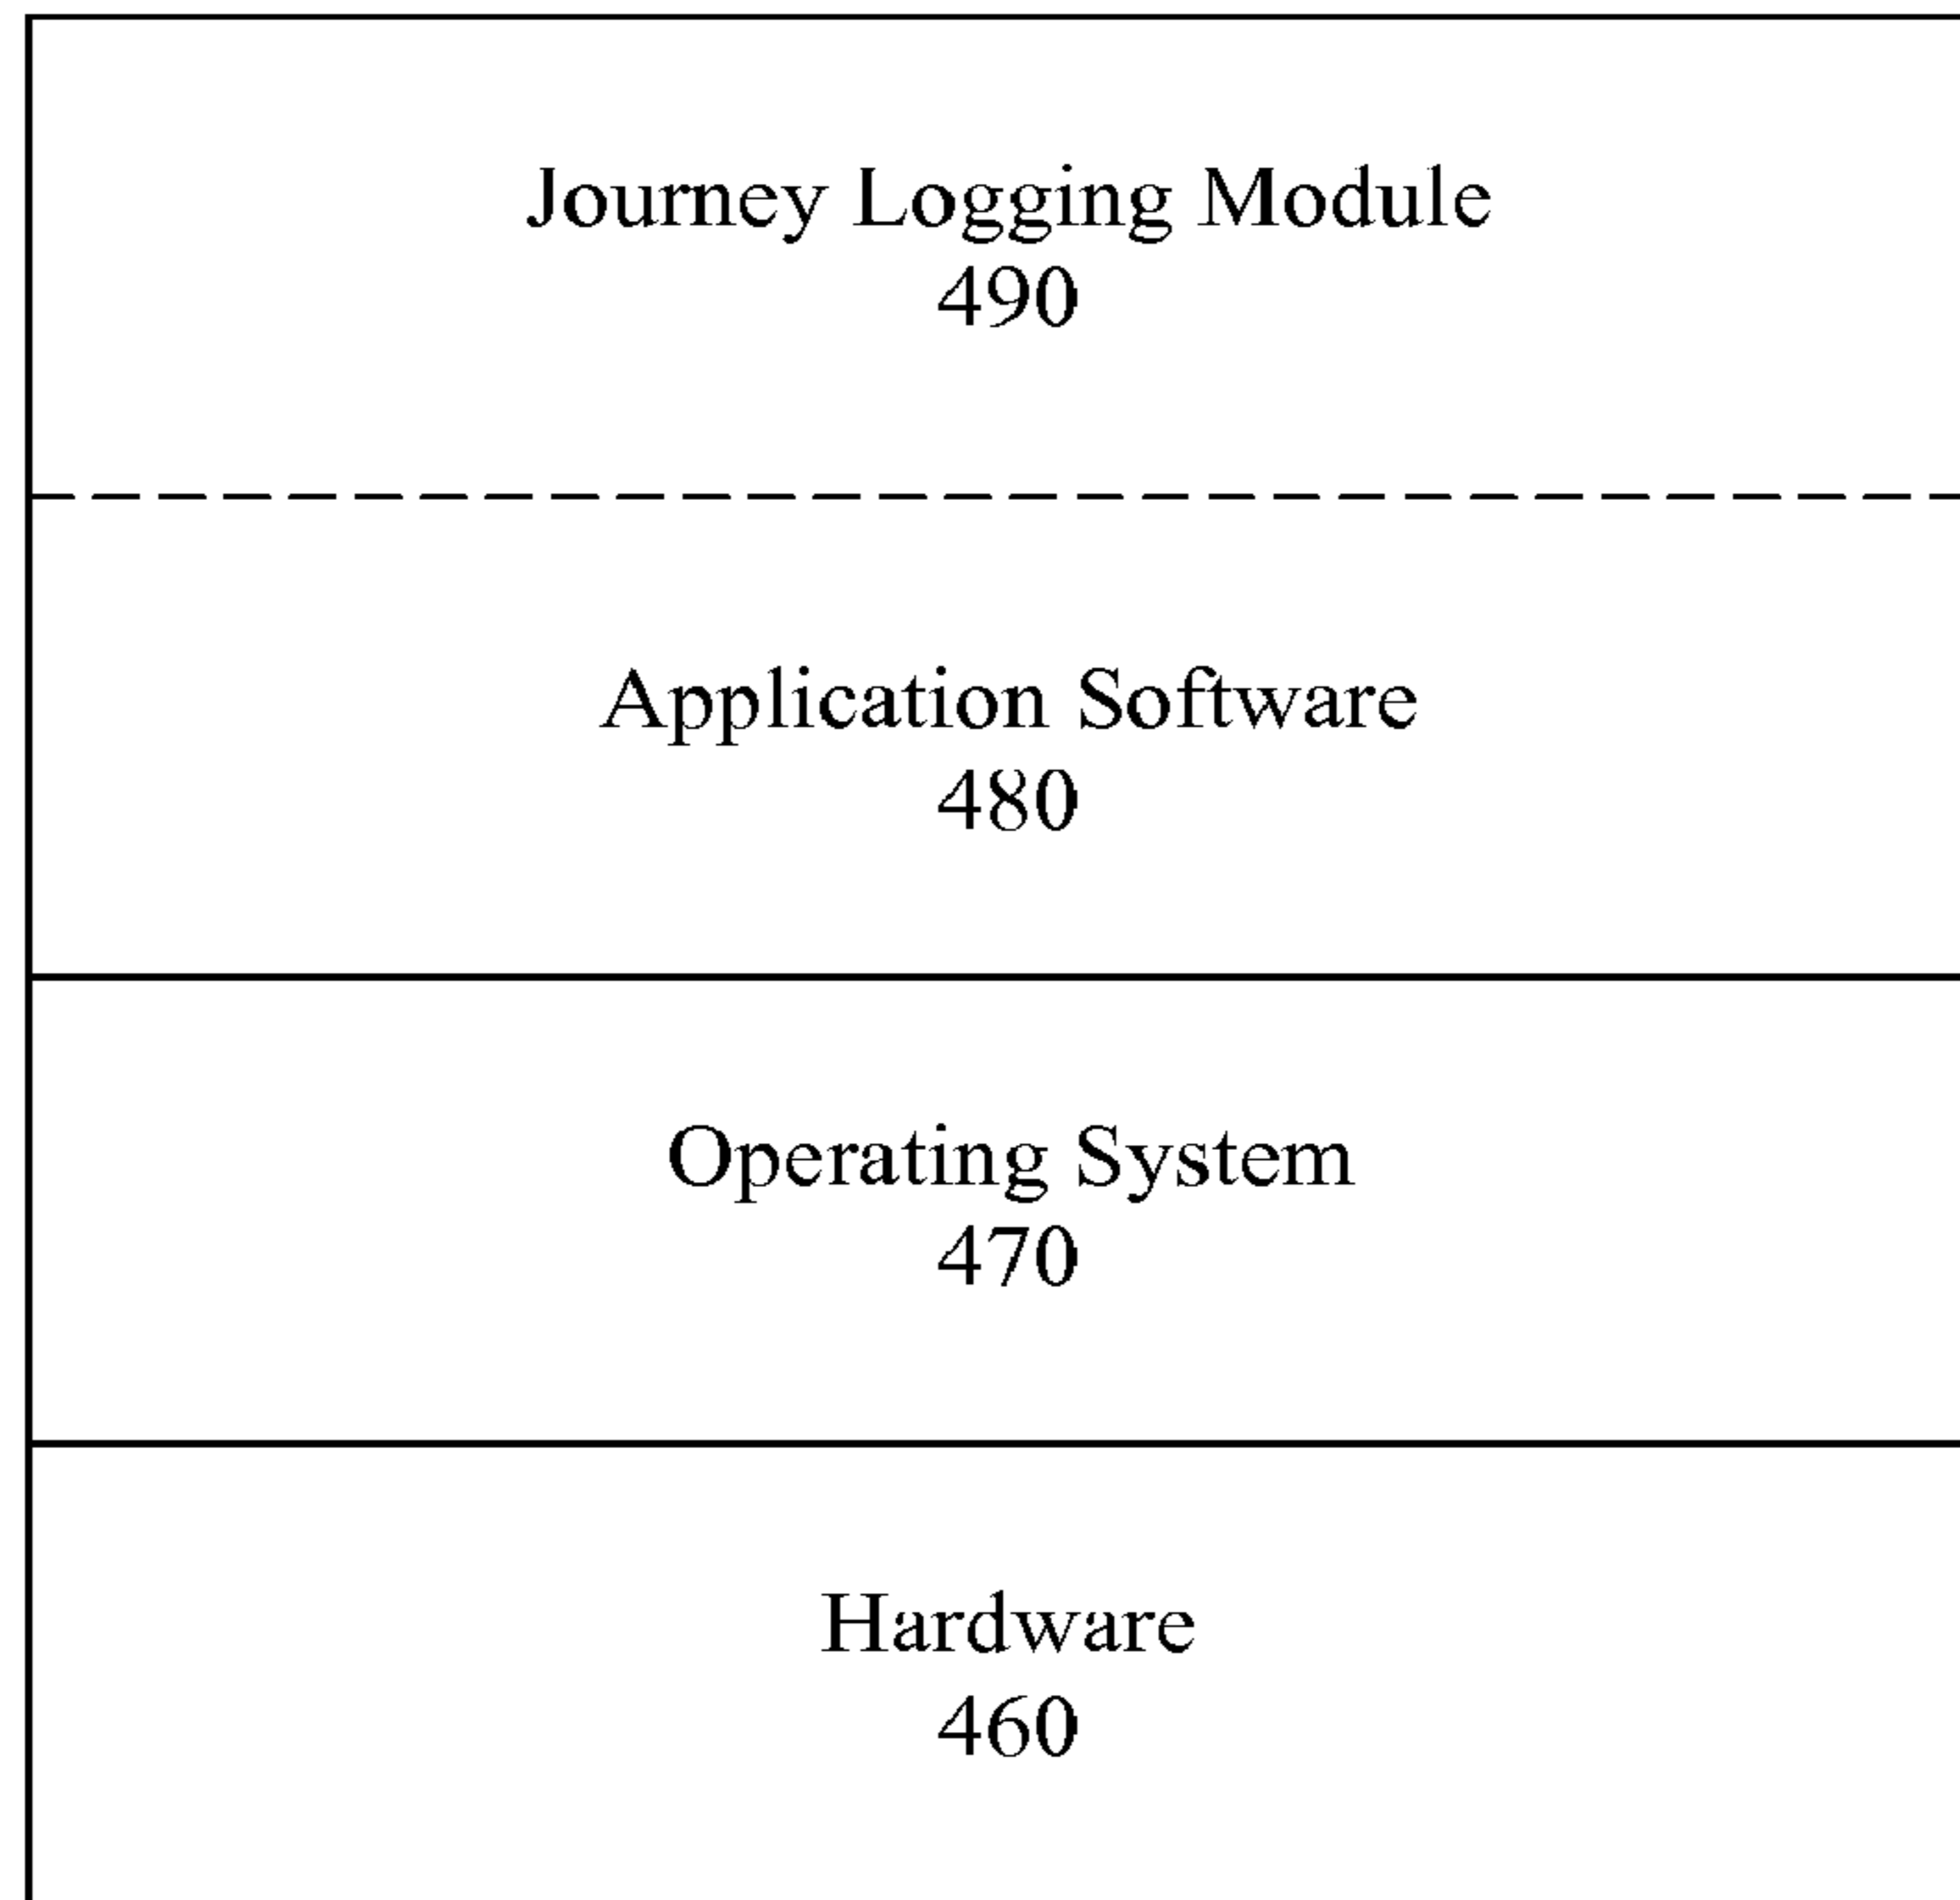 Journey Logging Module
490
Application Software
480
Operating System
470
Hardware
460